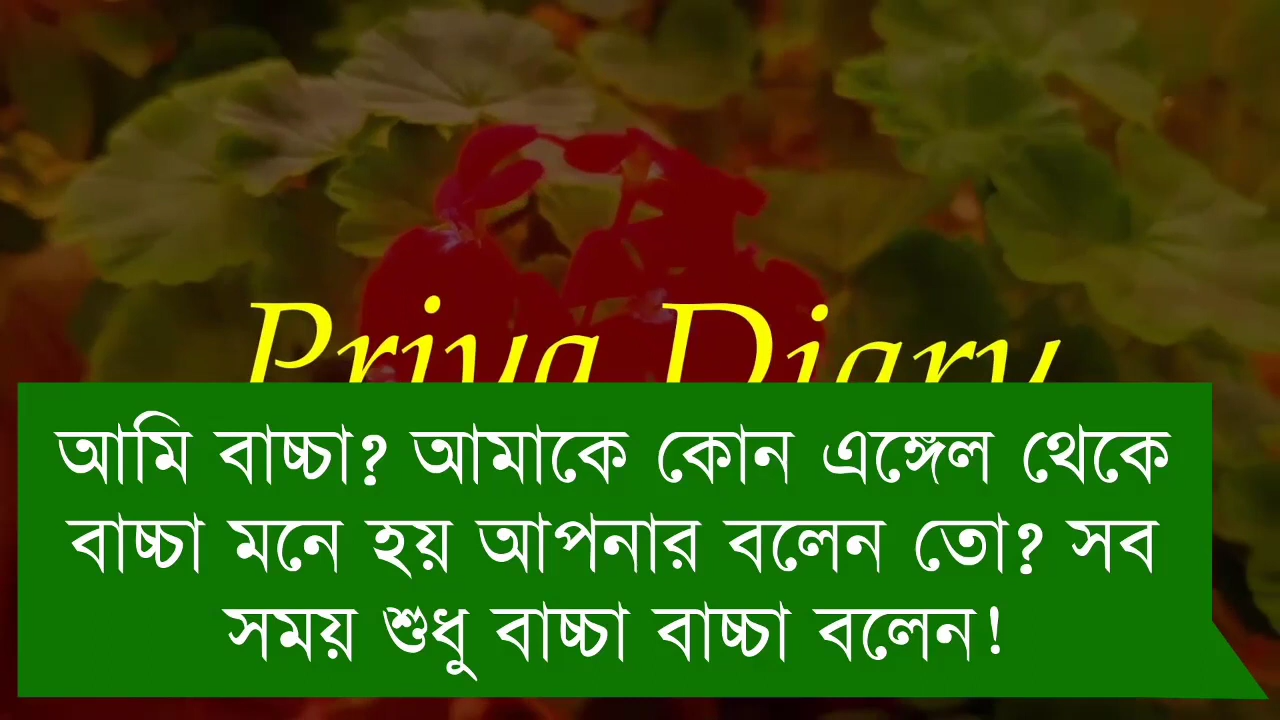 Priya Diary
আমি বাচ্চা? আমাকে কোন এঙ্গেল থেকে
বাচ্চা মনে হয় আপনার বলেন তো? সব
সময় শুধু বাচ্চা বাচ্চা বলেন!